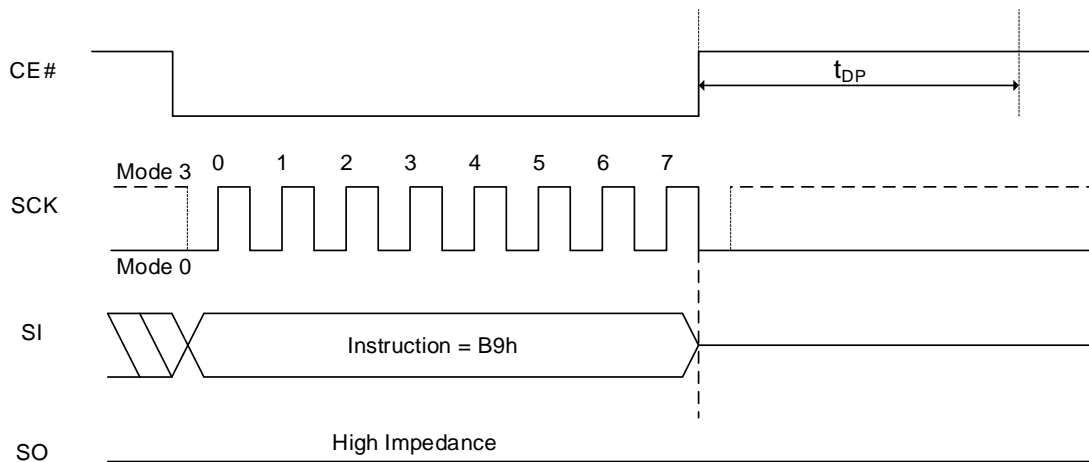 CE#
tDP
Mode 3
0 1 2 3 4 5 6 7
SCK
Mode 0
SI
Instruction = B9h
SO
High Impedance